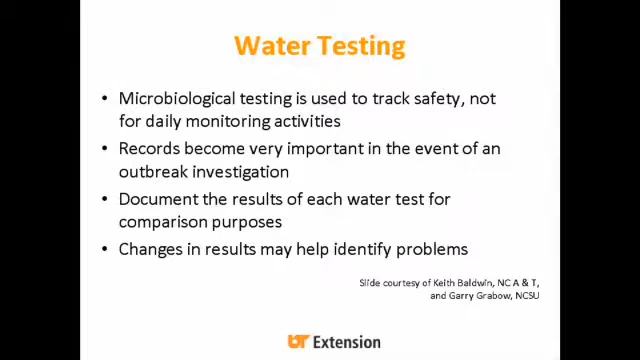 Water Testing
• Microbiological testing is used to track safety, not
for daily monitoring activities
• Records become very important in the event of an
outbreak investigation
• Document the results of each water test for
comparison purposes
• Changes in results may help identify problems
Slide courtesy of Keith Baldwin, NC A & T,
and Garry Grabow, NCSU
UT Extension